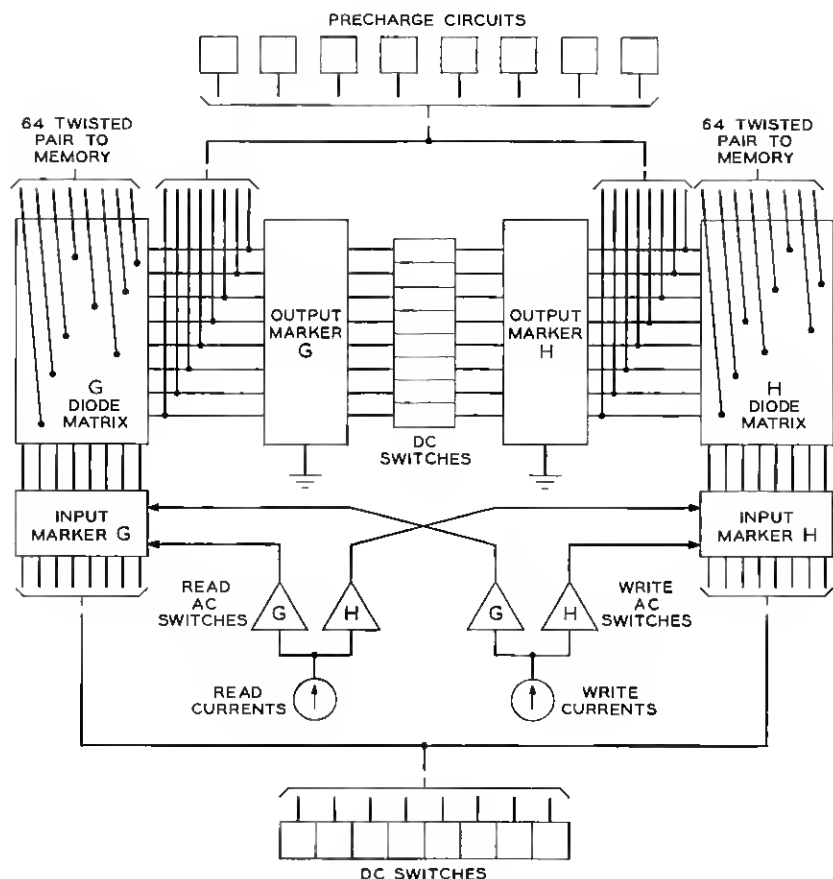 PRECHARGE CIRCUITS
64 TWISTED
PAIR TO
MEMORY
64 TWISTED
PAIR TO
MEMORY
G
DIODE
MATRIX
OUTPUT
MARKER
G
DC
SWITCHES
OUTPUT
MARKER
H
H
DIODE
MATRIX
INPUT
MARKER G
INPUT
MARKER H
READ
AC
SWITCHES
G
H
G
H
WRITE
AC
SWITCHES
READ
CURRENTS
WRITE
CURRENTS
DC SWITCHES